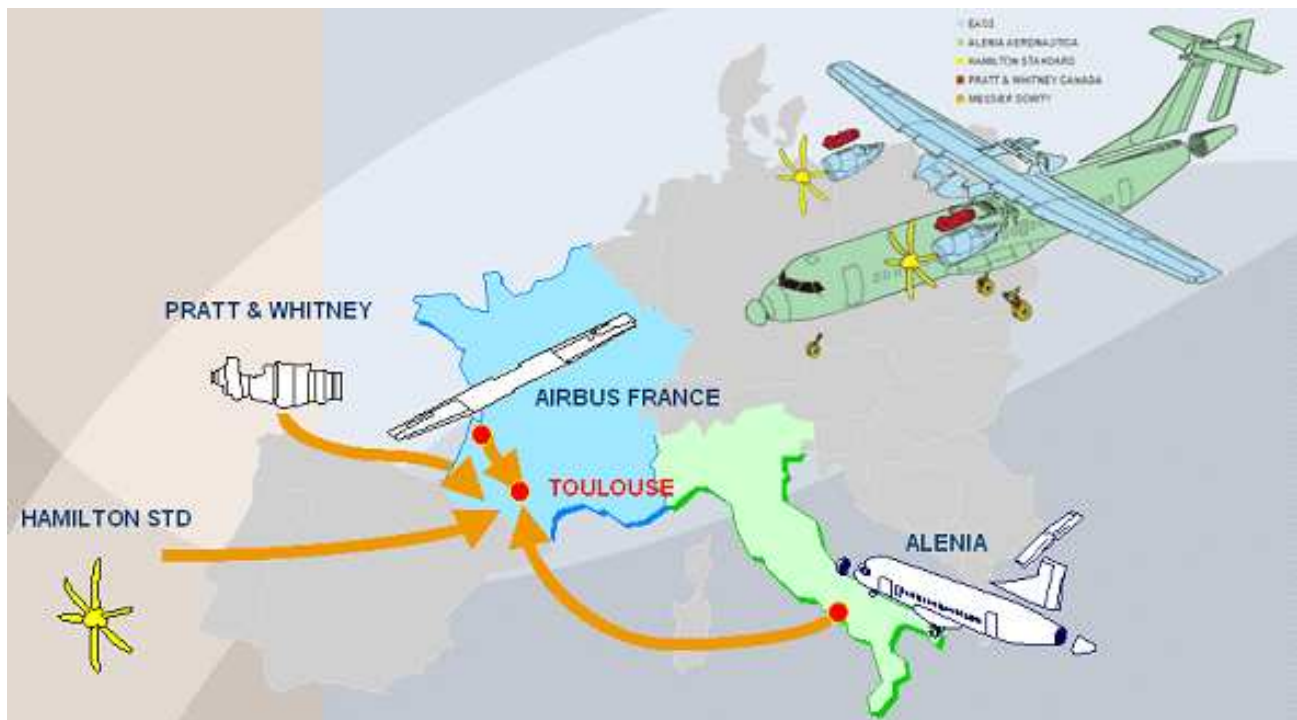 EADS
ALENIA AERONAUTICA
HAMILTON STANDARD
PRATT & WHITNEY CANADA
MESSIER DOWTY
PRATT & WHITNEY
AIRBUS FRANCE
TOULOUSE
HAMILTON STD
ALENIA